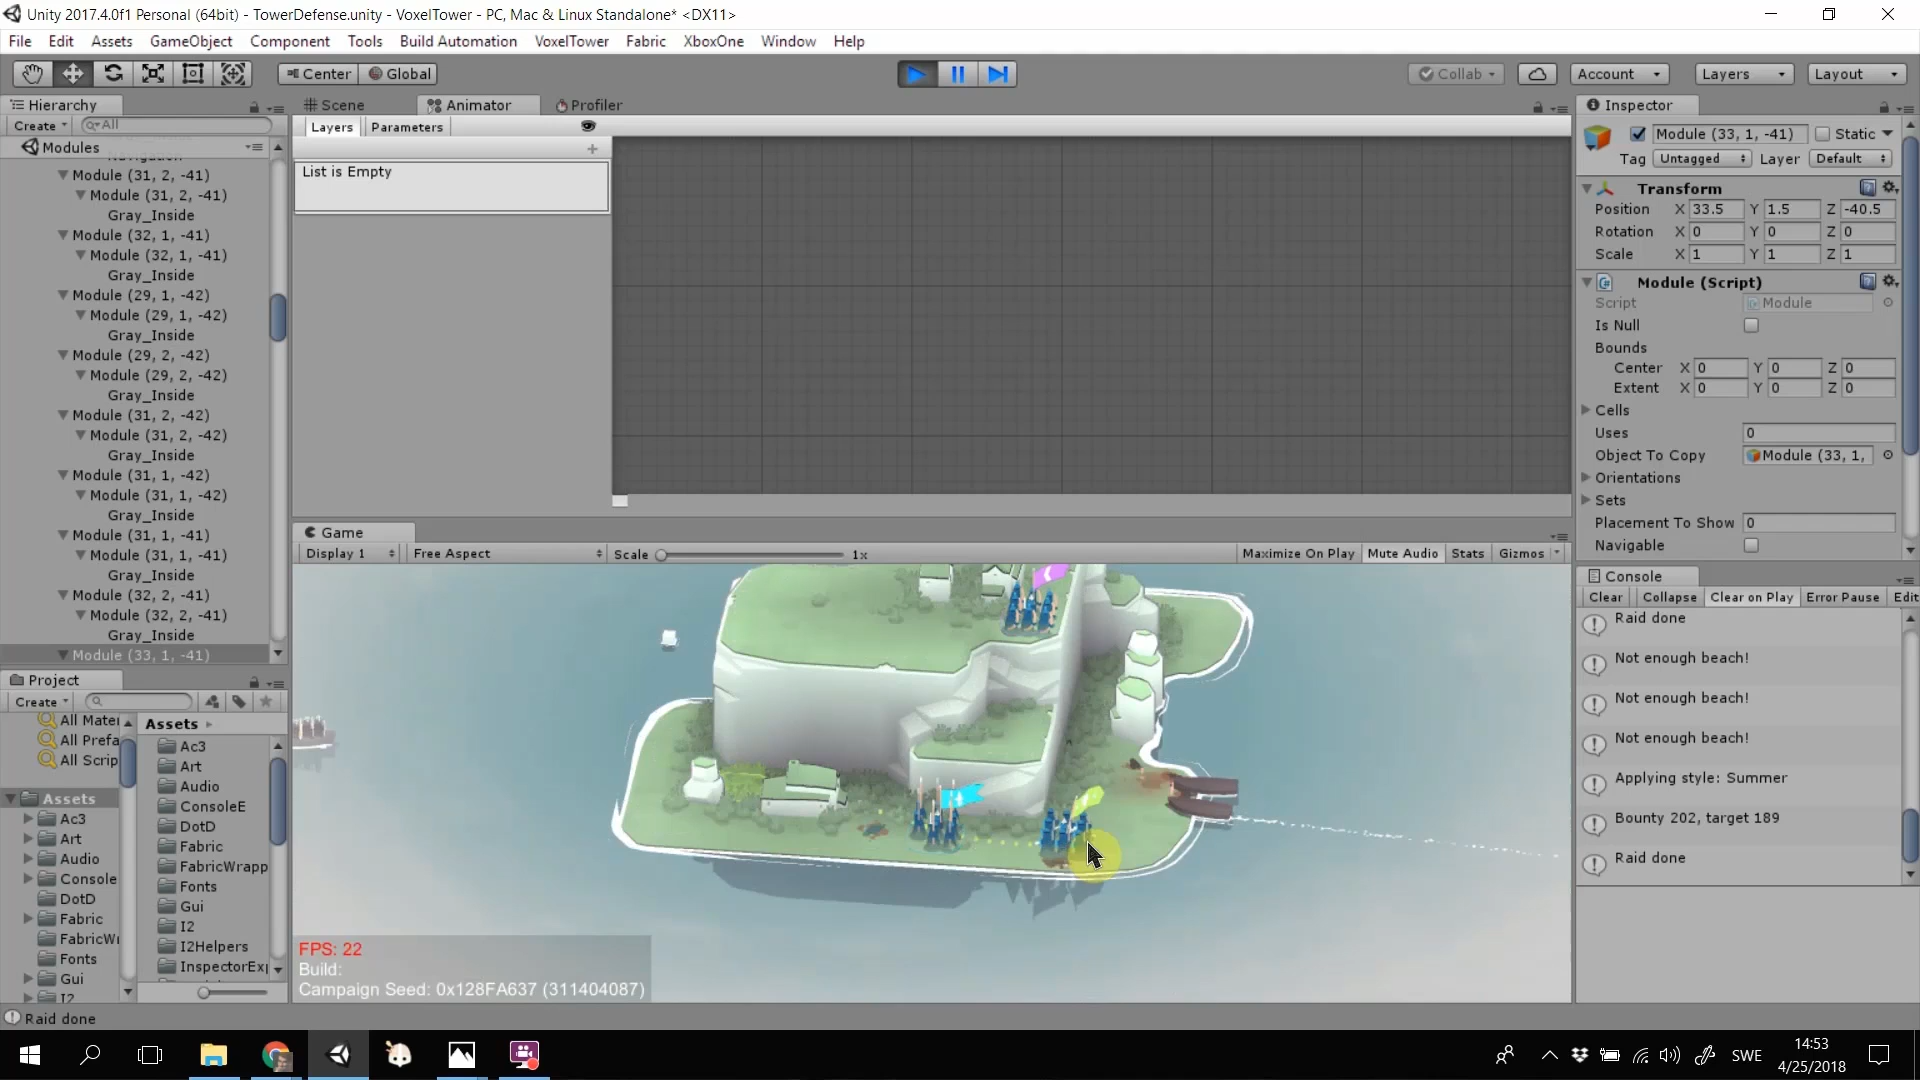 Unity 2017.4.0f1 Personal (64bit) - TowerDefense.unity - VoxelTower - PC, Mac & Linux Standalone* <DX11>
File Edit Assets GameObject Component Tools Build Automation VoxelTower Fabric XboxOne Window Help
Center Global Collab Account Layers Layout
Hierarchy
Create All
Modules
Navigation
Module (31, 2, -41)
Module (31, 2, -41)
Gray_Inside
Module (32, 1, -41)
Module (32, 1, -41)
Gray_Inside
Module (29, 1, -42)
Module (29, 1, -42)
Gray_Inside
Module (29, 2, -42)
Module (29, 2, -42)
Gray_Inside
Module (31, 2, -42)
Module (31, 2, -42)
Gray_Inside
Module (31, 1, -42)
Module (31, 1, -42)
Gray_Inside
Module (31, 1, -41)
Module (31, 1, -41)
Gray_Inside
Module (32, 2, -41)
Module (32, 2, -41)
Gray_Inside
Module (33, 1, -41)
Project
Create
All Mater
All Prefa
All Scrip
Assets
Ac3
Art
Audio
Console
DotD
Fabric
FabricWr
Fonts
Gui
I2
Assets
Ac3
Art
Audio
ConsoleE
DotD
Fabric
FabricWrapp
Fonts
Gui
I2
I2Helpers
InspectorExp
Scene Animator Profiler
Layers Parameters
List is Empty
Game
Display 1 Free Aspect Scale 1x Maximize On Play Mute Audio Stats Gizmos
FPS: 22
Build:
Campaign Seed: 0x128FA637 (311404087)
Inspector
Module (33, 1, -41) Static
Tag Untagged Layer Default
Transform
Position X 33.5 Y 1.5 Z -40.5
Rotation X 0 Y 0 Z 0
Scale X 1 Y 1 Z 1
Module (Script)
Script Module
Is Null
Bounds
Center X 0 Y 0 Z 0
Extent X 0 Y 0 Z 0
Cells
Uses 0
Object To Copy Module (33, 1,
Orientations
Sets
Placement To Show 0
Navigable
Console
Clear Collapse Clear on Play Error Pause Edit
Raid done
Not enough beach!
Not enough beach!
Not enough beach!
Applying style: Summer
Bounty 202, target 189
Raid done
Raid done
SWE
14:53
4/25/2018